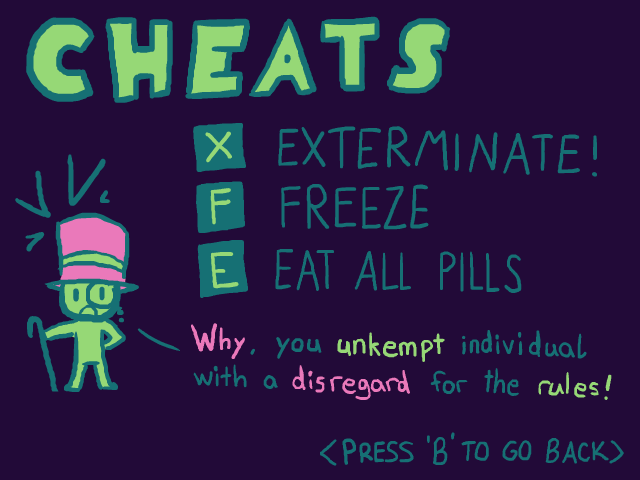 CHEATS
X EXTERMINATE!
F FREEZE
E EAT ALL PILLS
Why, you unkempt individual
with a disregard for the rules!
<PRESS 'B' TO GO BACK>